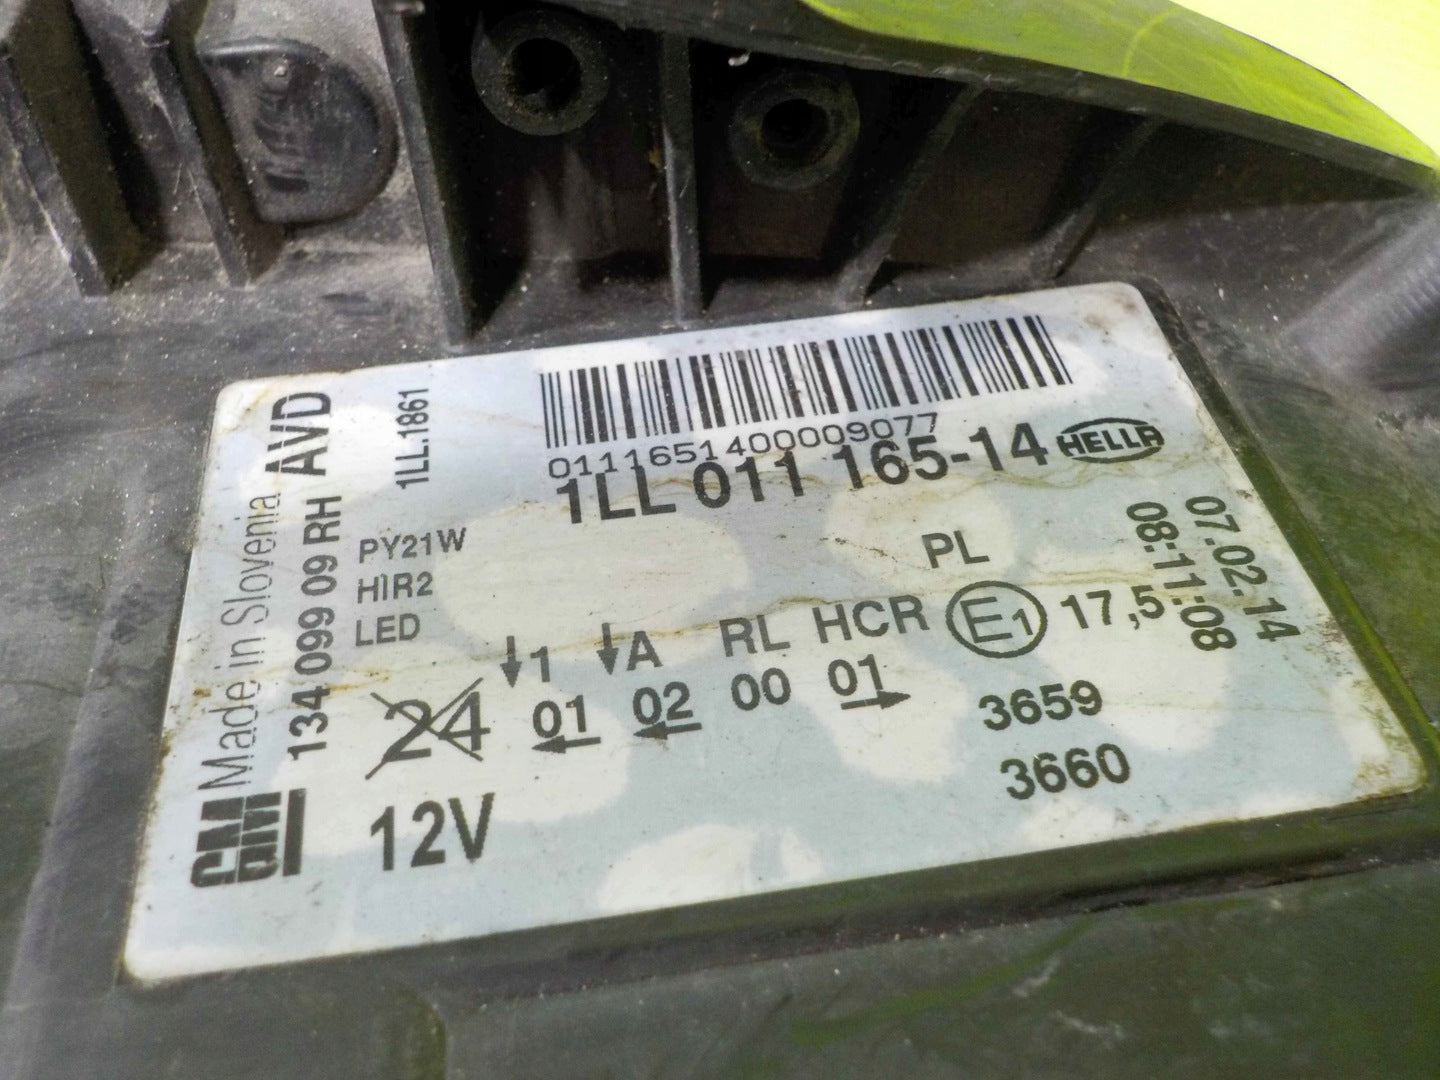 0111651400009077
1LL 011 165-14 HELLA
1LL.1861
AVD
134 099 09 RH
Made in Slovenia
GM
GM
PY21W
HIR2
LED
PL
07.02.14
08:11:08
1 A RL HCR E1 17,5
24 01 02 00 01 3659
12V 3660